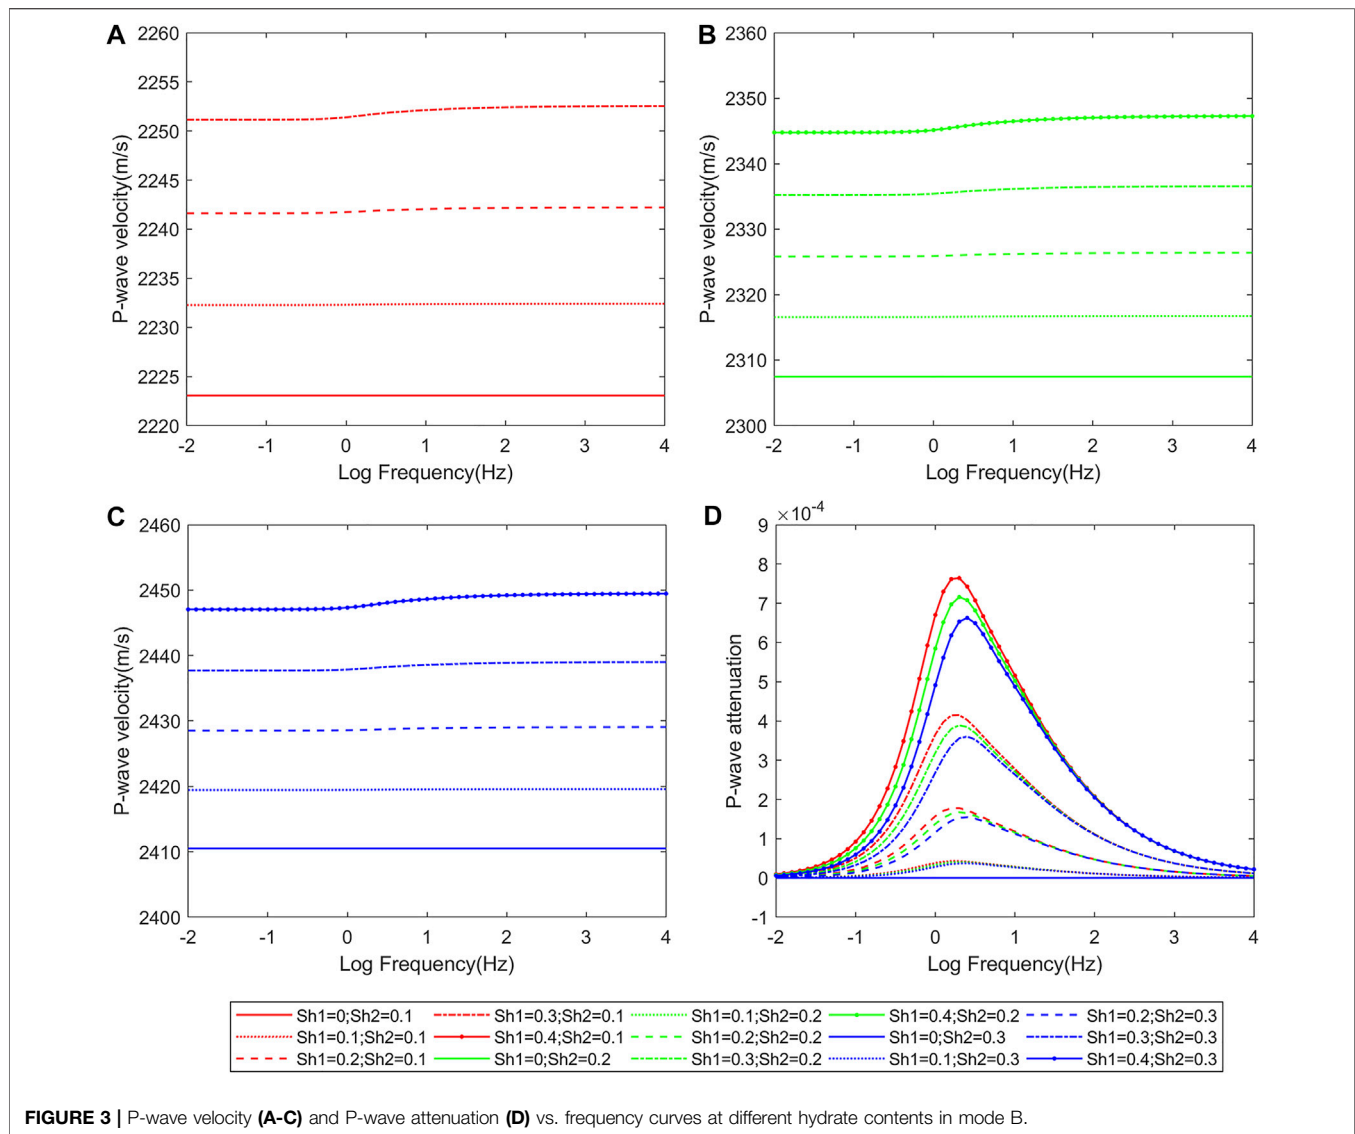 A
2260
2255
2250
2245
2240
2235
2230
2225
2220
P-wave velocity(m/s)
-2 -1 0 1 2 3 4
Log Frequency(Hz)
B
2360
2350
2340
2330
2320
2310
2300
P-wave velocity(m/s)
-2 -1 0 1 2 3 4
Log Frequency(Hz)
C
2460
2450
2440
2430
2420
2410
2400
P-wave velocity(m/s)
-2 -1 0 1 2 3 4
Log Frequency(Hz)
D
×10-4
9
8
7
6
5
4
3
2
1
0
-1
P-wave attenuation
-2 -1 0 1 2 3 4
Log Frequency(Hz)
Sh1=0;Sh2=0.1 Sh1=0.3;Sh2=0.1 Sh1=0.1;Sh2=0.2 Sh1=0.4;Sh2=0.2 Sh1=0.2;Sh2=0.3
Sh1=0.1;Sh2=0.1 Sh1=0.4;Sh2=0.1 Sh1=0.2;Sh2=0.2 Sh1=0;Sh2=0.3 Sh1=0.3;Sh2=0.3
Sh1=0.2;Sh2=0.1 Sh1=0;Sh2=0.2 Sh1=0.3;Sh2=0.2 Sh1=0.1;Sh2=0.3 Sh1=0.4;Sh2=0.3
FIGURE 3 | P-wave velocity (A-C) and P-wave attenuation (D) vs. frequency curves at different hydrate contents in mode B.